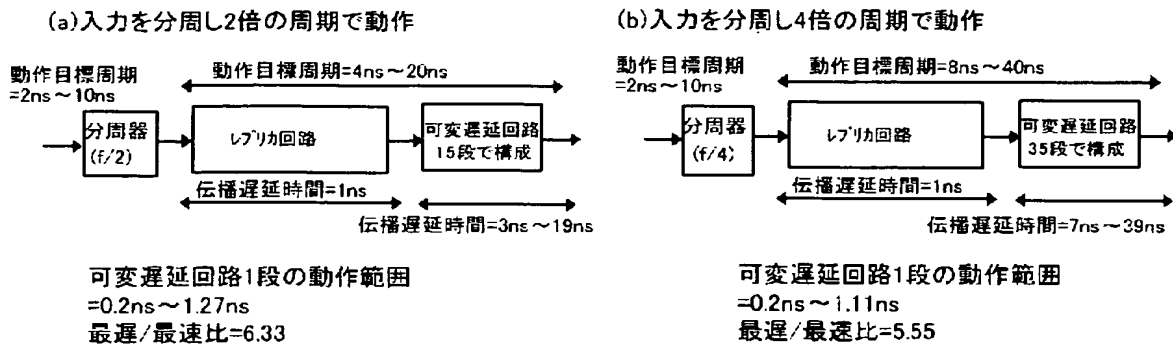 (a)入力を分周し2倍の周期で動作
動作目標周期
=2ns～10ns
動作目標周期=4ns～20ns
分周器
(f/2)
レプリカ回路
可変遅延回路
15段で構成
伝播遅延時間=1ns
伝播遅延時間=3ns～19ns
可変遅延回路1段の動作範囲
=0.2ns～1.27ns
最遅/最速比=6.33
(b)入力を分周し4倍の周期で動作
動作目標周期
=2ns～10ns
動作目標周期=8ns～40ns
分周器
(f/4)
レプリカ回路
可変遅延回路
35段で構成
伝播遅延時間=1ns
伝播遅延時間=7ns～39ns
可変遅延回路1段の動作範囲
=0.2ns～1.11ns
最遅/最速比=5.55